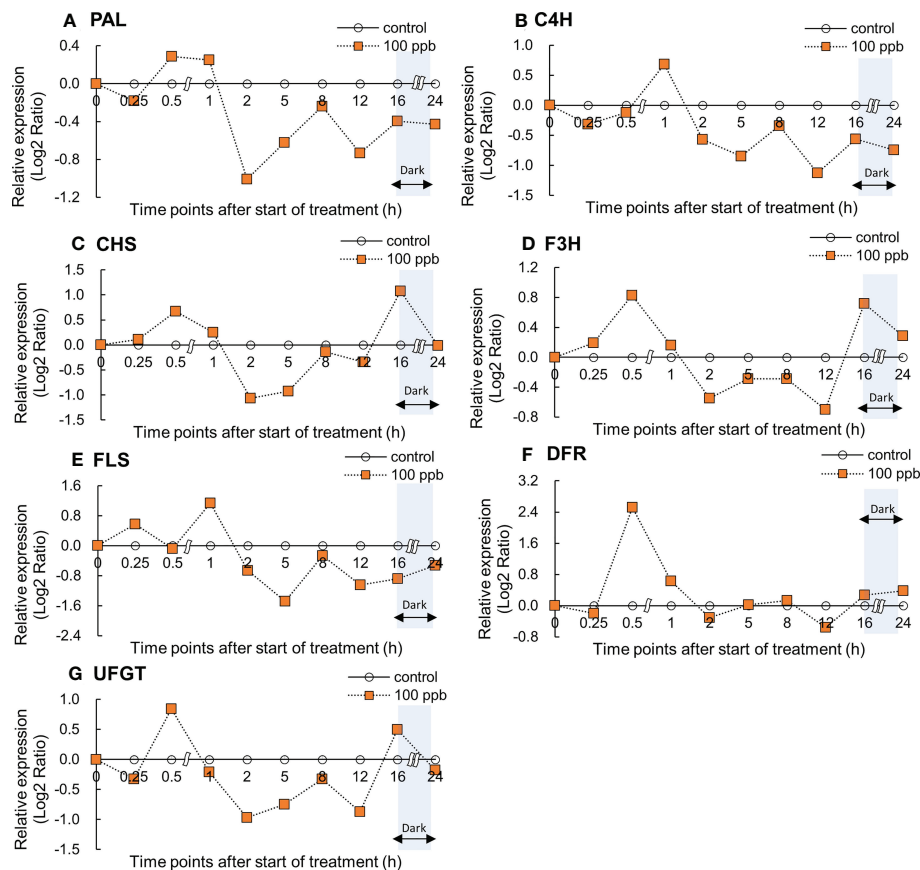 A PAL
control
100 ppb
Relative expression
(Log2 Ratio)
0.4
0.0
-0.4
-0.8
-1.2
0 0.25 0.5 1 2 5 8 12 16 24
Dark
Time points after start of treatment (h)
B C4H
control
100 ppb
Relative expression
(Log2 Ratio)
1.0
0.5
0.0
-0.5
-1.0
-1.5
0 0.25 0.5 1 2 5 8 12 16 24
Dark
Time points after start of treatment (h)
C CHS
control
100 ppb
Relative expression
(Log2 Ratio)
1.5
1.0
0.5
0.0
-0.5
-1.0
-1.5
0 0.25 0.5 1 2 5 8 12 16 24
Dark
Time points after start of treatment (h)
D F3H
control
100 ppb
Relative expression
(Log2 Ratio)
1.2
0.8
0.4
0.0
-0.4
-0.8
0 0.25 0.5 1 2 5 8 12 16 24
Dark
Time points after start of treatment (h)
E FLS
control
100 ppb
Relative expression
(Log2 Ratio)
1.6
0.8
0.0
-0.8
-1.6
-2.4
0 0.25 0.5 1 2 5 8 12 16 24
Dark
Time points after start of treatment (h)
F DFR
control
100 ppb
Relative expression
(Log2 Ratio)
3.2
2.4
1.6
0.8
0.0
-0.8
Dark
0 0.25 0.5 1 2 5 8 12 16 24
Time points after start of treatment (h)
G UFGT
control
100 ppb
Relative expression
(Log2 Ratio)
1.0
0.5
0.0
-0.5
-1.0
-1.5
0 0.25 0.5 1 2 5 8 12 16 24
Dark
Time points after start of treatment (h)